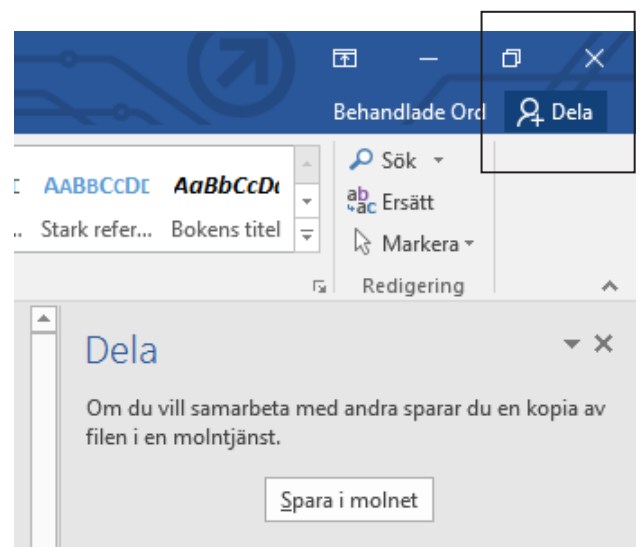 Behandlade Ord Dela
AABBCCDE AaBbCcDc Sök
.. Stark refer... Bokens titel Ersätt
Markera
Redigering
Dela
Om du vill samarbeta med andra sparar du en kopia av
filen i en molntjänst.
Spara i molnet